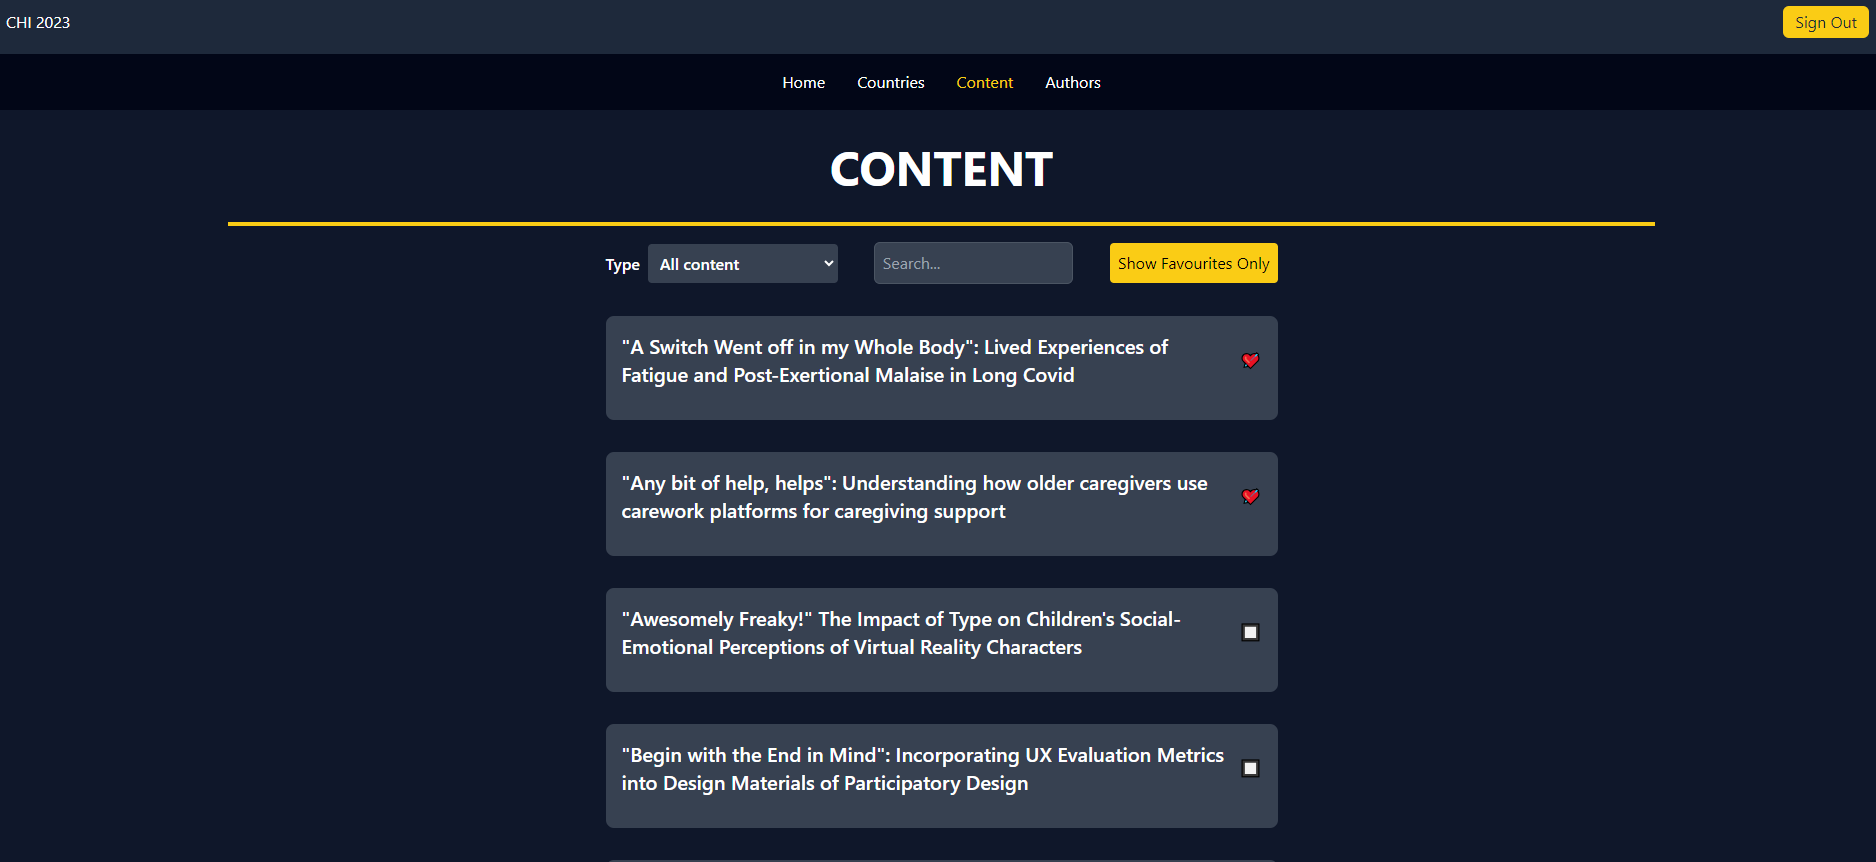 CHI 2023
Sign Out
Home
Countries
Content
Authors
CONTENT
Type
All content
Search...
Show Favourites Only
"A Switch Went off in my Whole Body": Lived Experiences of
Fatigue and Post-Exertional Malaise in Long Covid
"Any bit of help, helps": Understanding how older caregivers use
carework platforms for caregiving support
"Awesomely Freaky!" The Impact of Type on Children's Social-
Emotional Perceptions of Virtual Reality Characters
"Begin with the End in Mind": Incorporating UX Evaluation Metrics
into Design Materials of Participatory Design